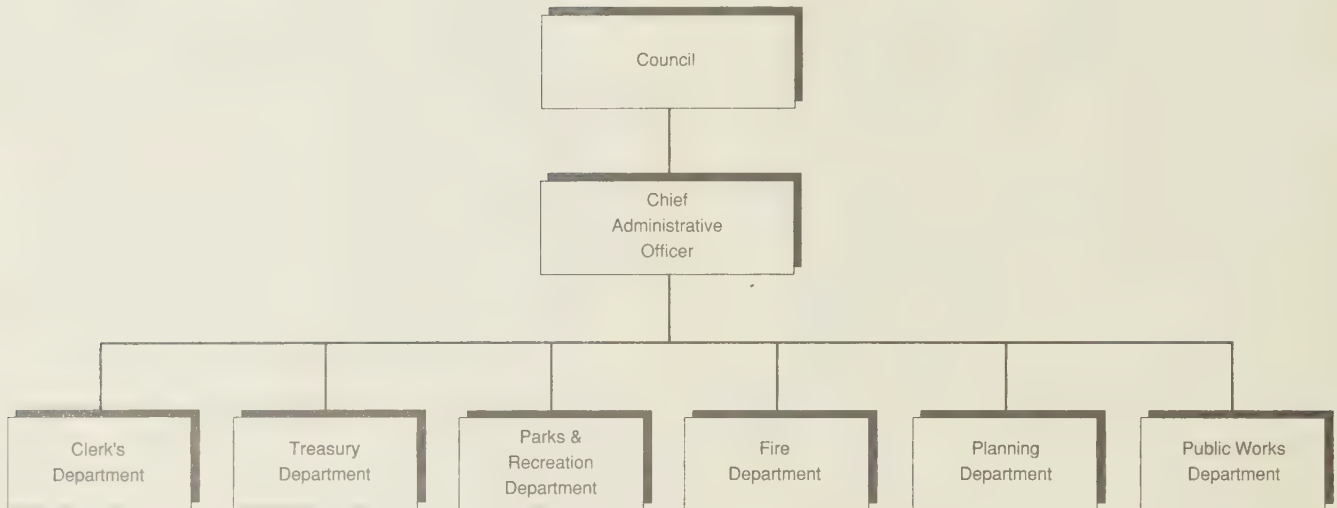 Council
Chief
Administrative
Officer
Clerk's
Department
Treasury
Department
Parks &
Recreation
Department
Fire
Department
Planning
Department
Public Works
Department